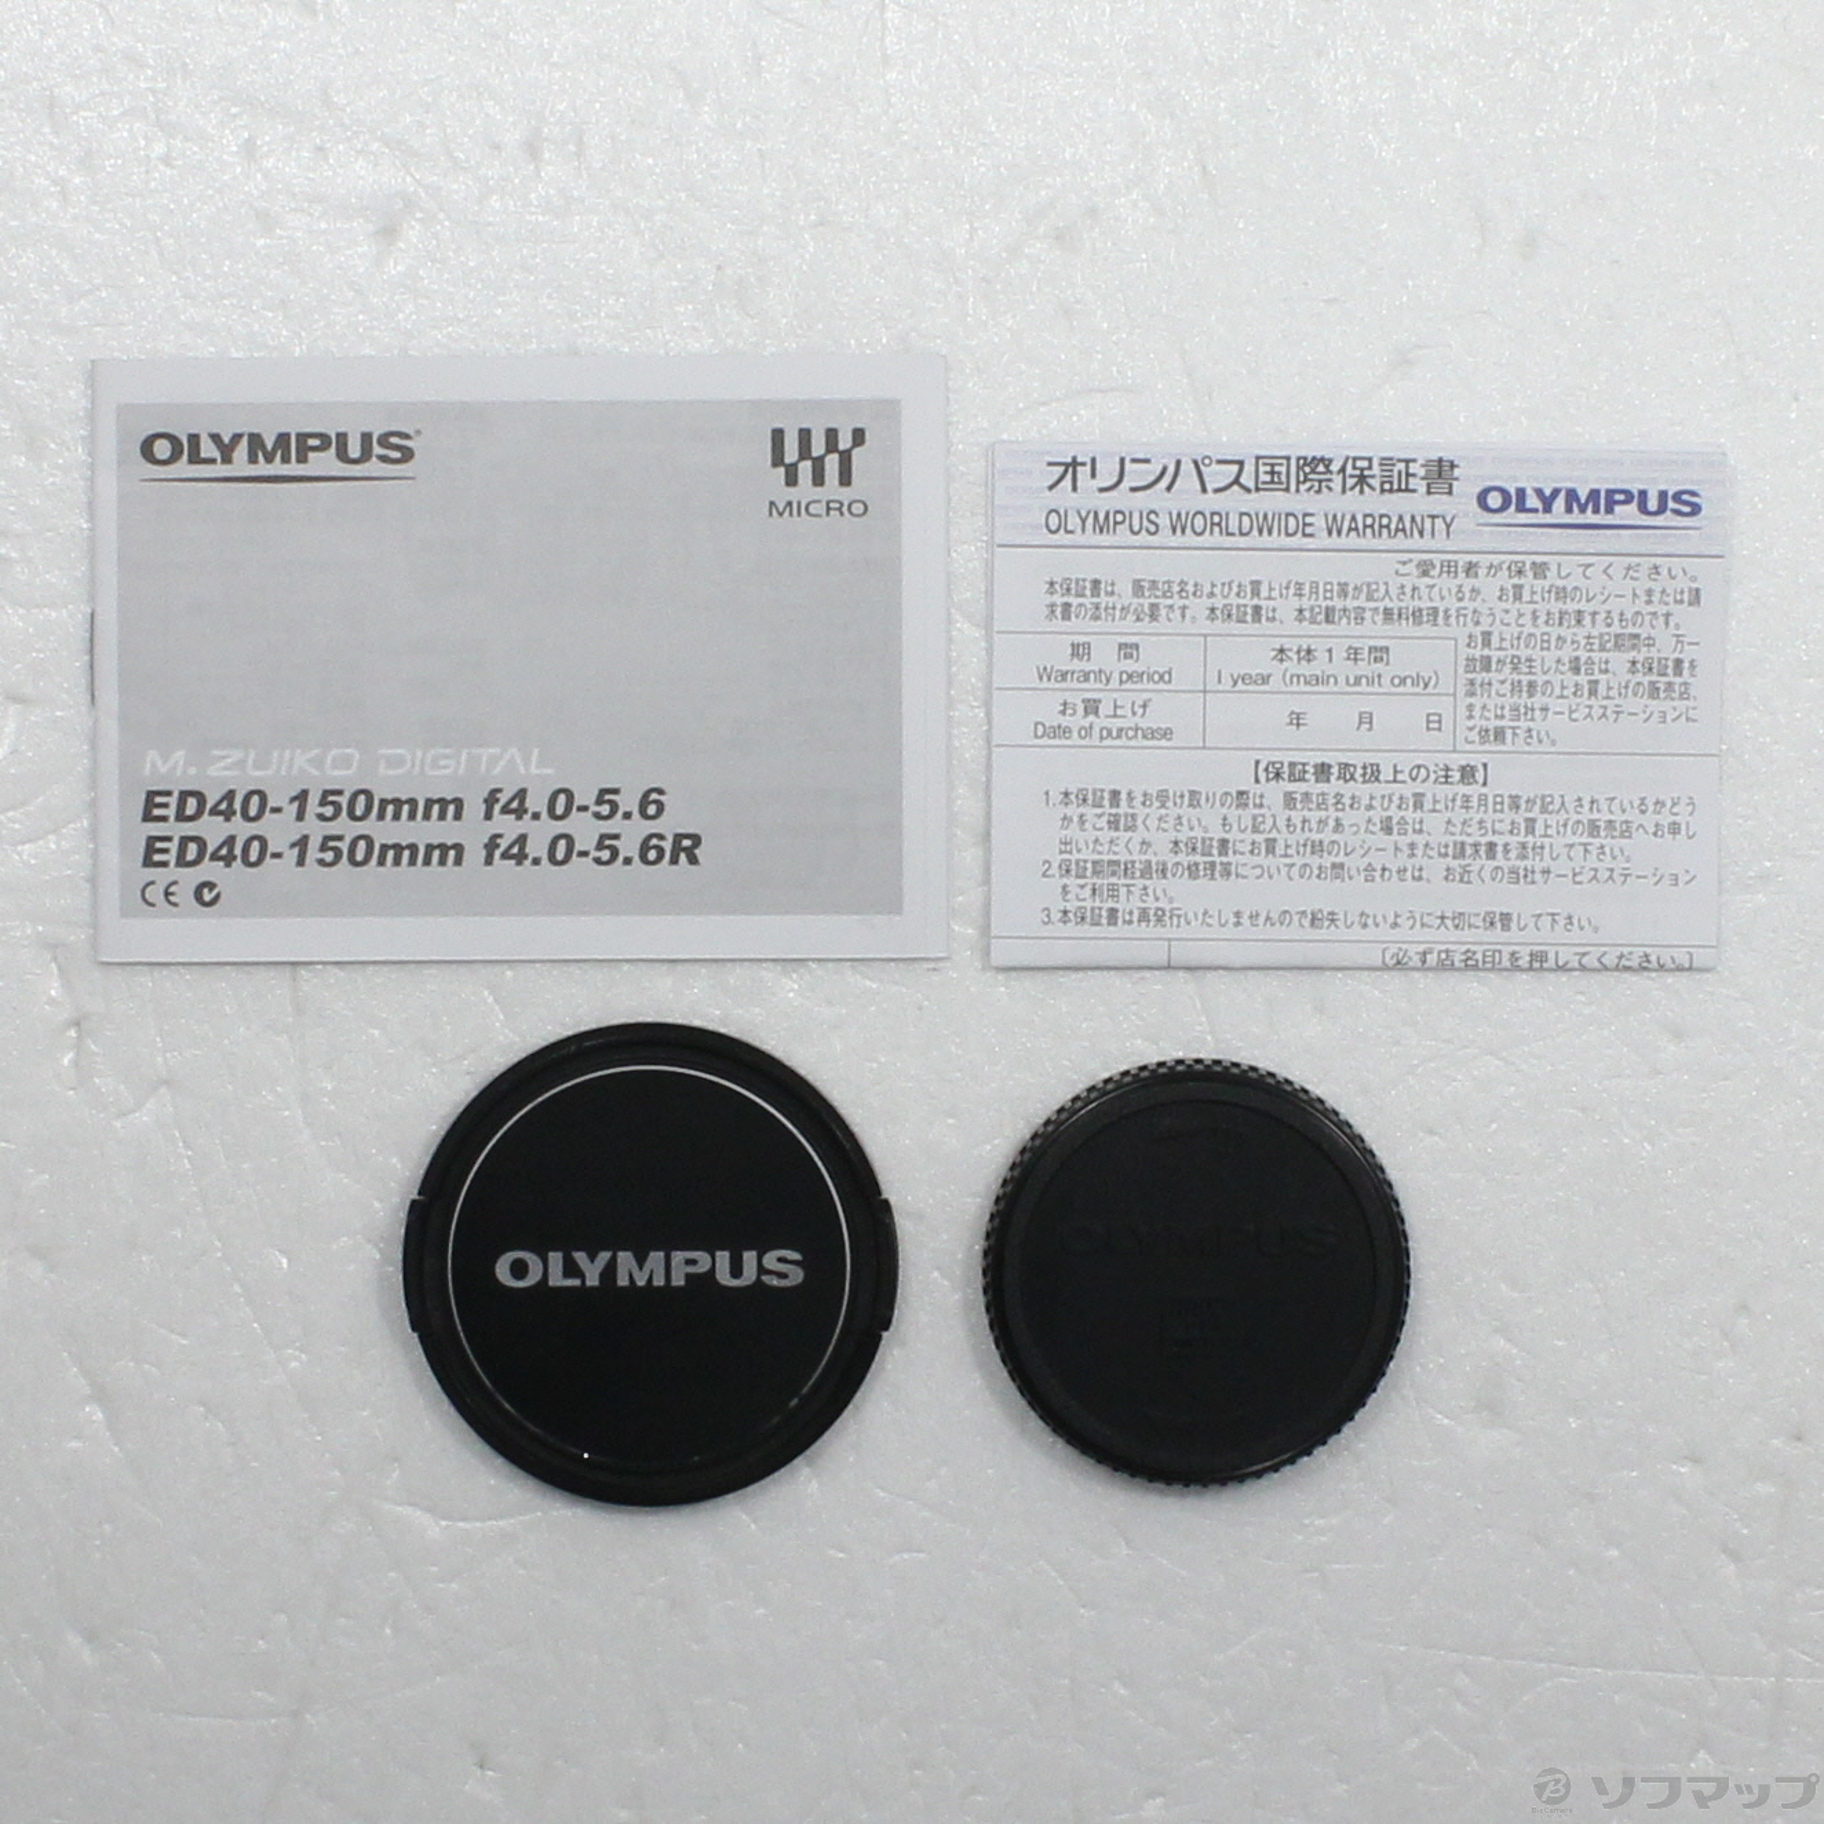 OLYMPUS
MICRO
M.ZUIKO DIGITAL
ED40-150mm f4.0-5.6
ED40-150mm f4.0-5.6R
CE
オリンパス国際保証書
OLYMPUS WORLDWIDE WARRANTY
OLYMPUS
ご愛用者が保管してください。
本保証書は、販売店名およびお買上げ年月日等が記入されているか、お買上げ時のレシートまたは請
求書の添付が必要です。本保証書は、本記載内容で無料修理を行なうことをお約束するものです。
期 間
Warranty period
本体1年間
1 year (main unit only)
お買上げ
Date of purchase
年 月 日
お買上げの日から左記期間中、万一
故障が発生した場合は、本保証書を
添付ご持参の上お買上げの販売店、
または当社サービスステーションに
ご依頼下さい。
【保証書取扱上の注意】
1.本保証書をお受け取りの際は、販売店名およびお買上げ年月日等が記入されているかどう
かをご確認ください。もし記入もれがあった場合は、ただちにお買上げの販売店へお申し
出いただくか、本保証書にお買上げ時のレシートまたは請求書を添付して下さい。
2.保証期間経過後の修理等についてのお問い合わせは、お近くの当社サービスステーション
をご利用下さい。
3.本保証書は再発行いたしませんので紛失しないように大切に保管して下さい。
〔必ず店名印を押してください。〕
OLYMPUS
OLYMPUS
ソフマップ